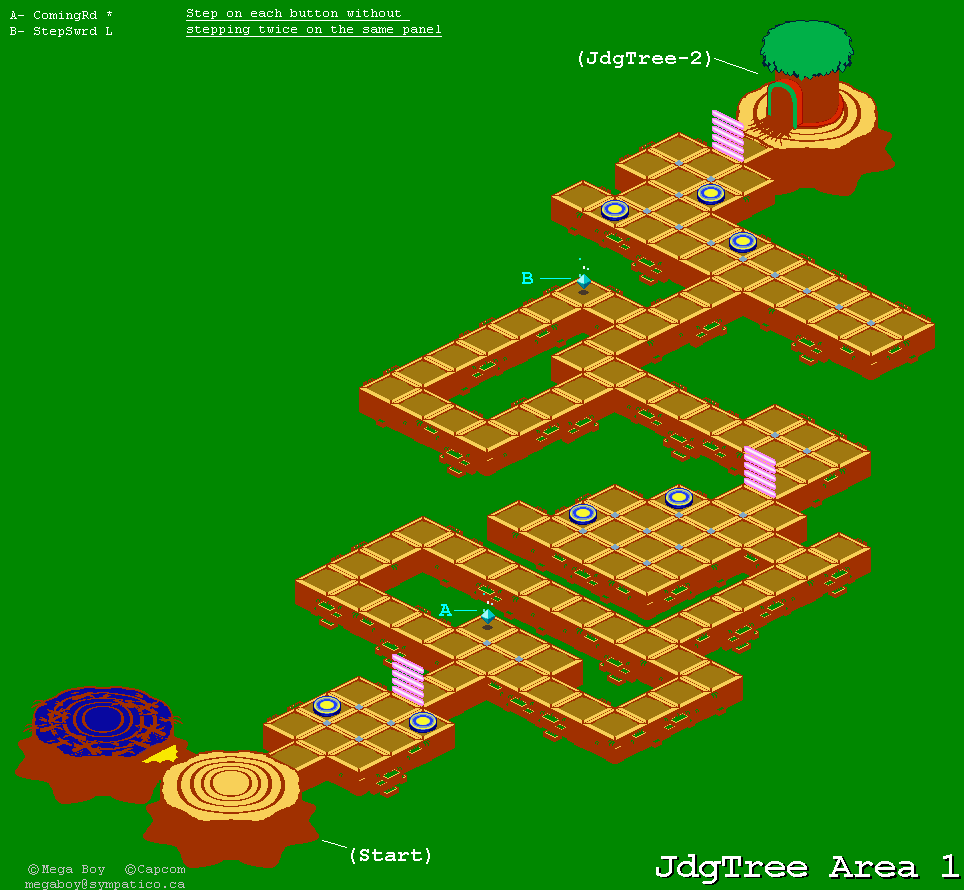 A- ComingRd *
B- StepSwrd L
Step on each button without
stepping twice on the same panel
(JdgTree-2)
B
A
(Start)
©Mega Boy ©Capcom
megaboy@sympatico.ca
JdgTree Area 1